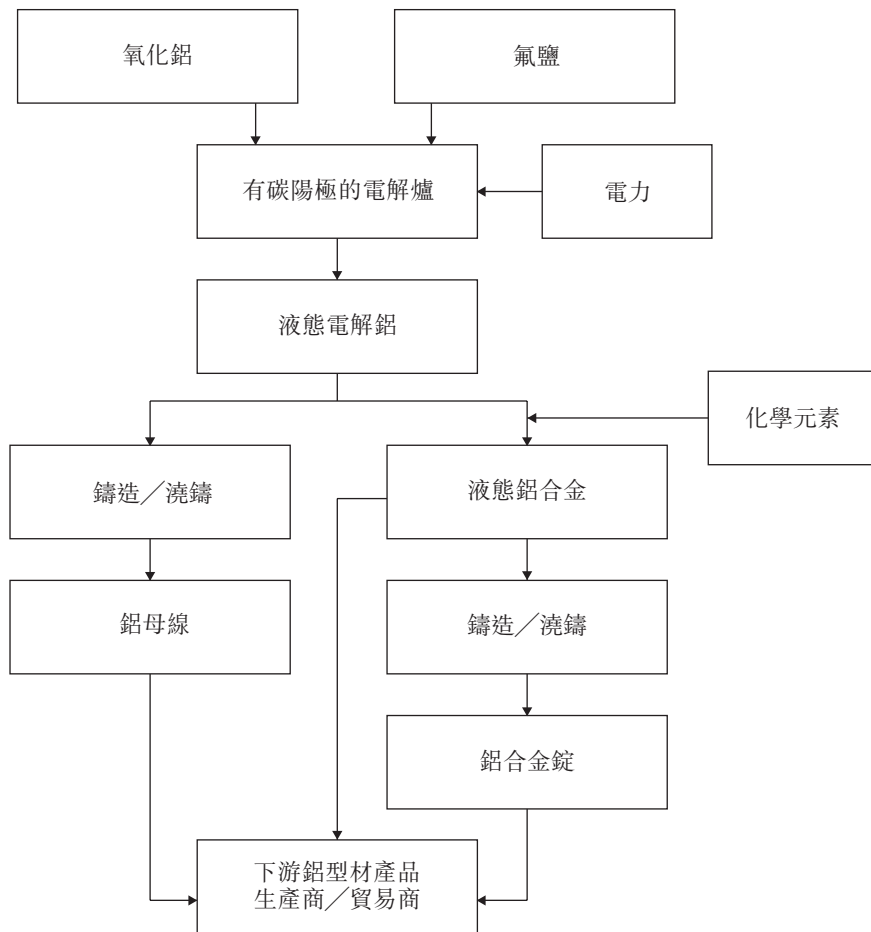 氧化鋁
氟鹽
有碳陽極的電解爐
電力
液態電解鋁
化學元素
鑄造／澆鑄
液態鋁合金
鋁母線
鑄造／澆鑄
鋁合金錠
下游鋁型材產品
生產商／貿易商